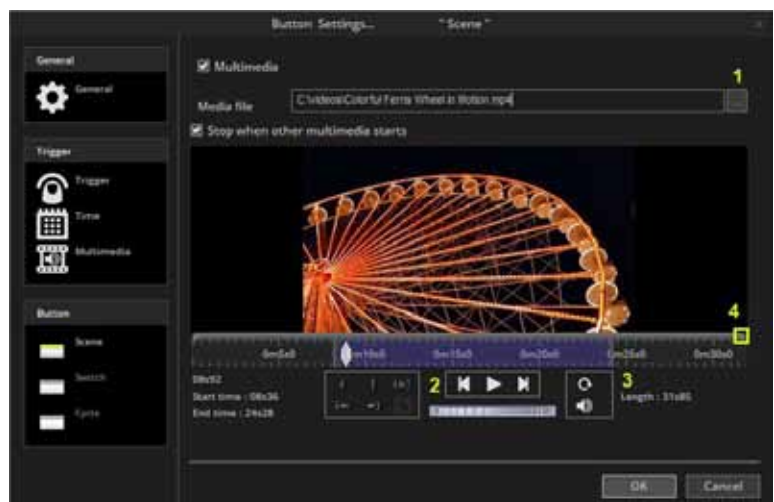 Button Settings... "Scene"
General
General
Trigger
Trigger
Time
Multimedia
Button
Scene
Switch
Multimedia
1
Media file C:\videos\Colorful Ferris Wheel in Motion.mp4 ...
Stop when other multimedia starts
4
0m5s0 0m10s0 0m15s0 0m20s0 0m25s0 0m30s0
08s92
Start time : 08s36
End time : 24s28
2
3
Length : 31s85
OK Cancel